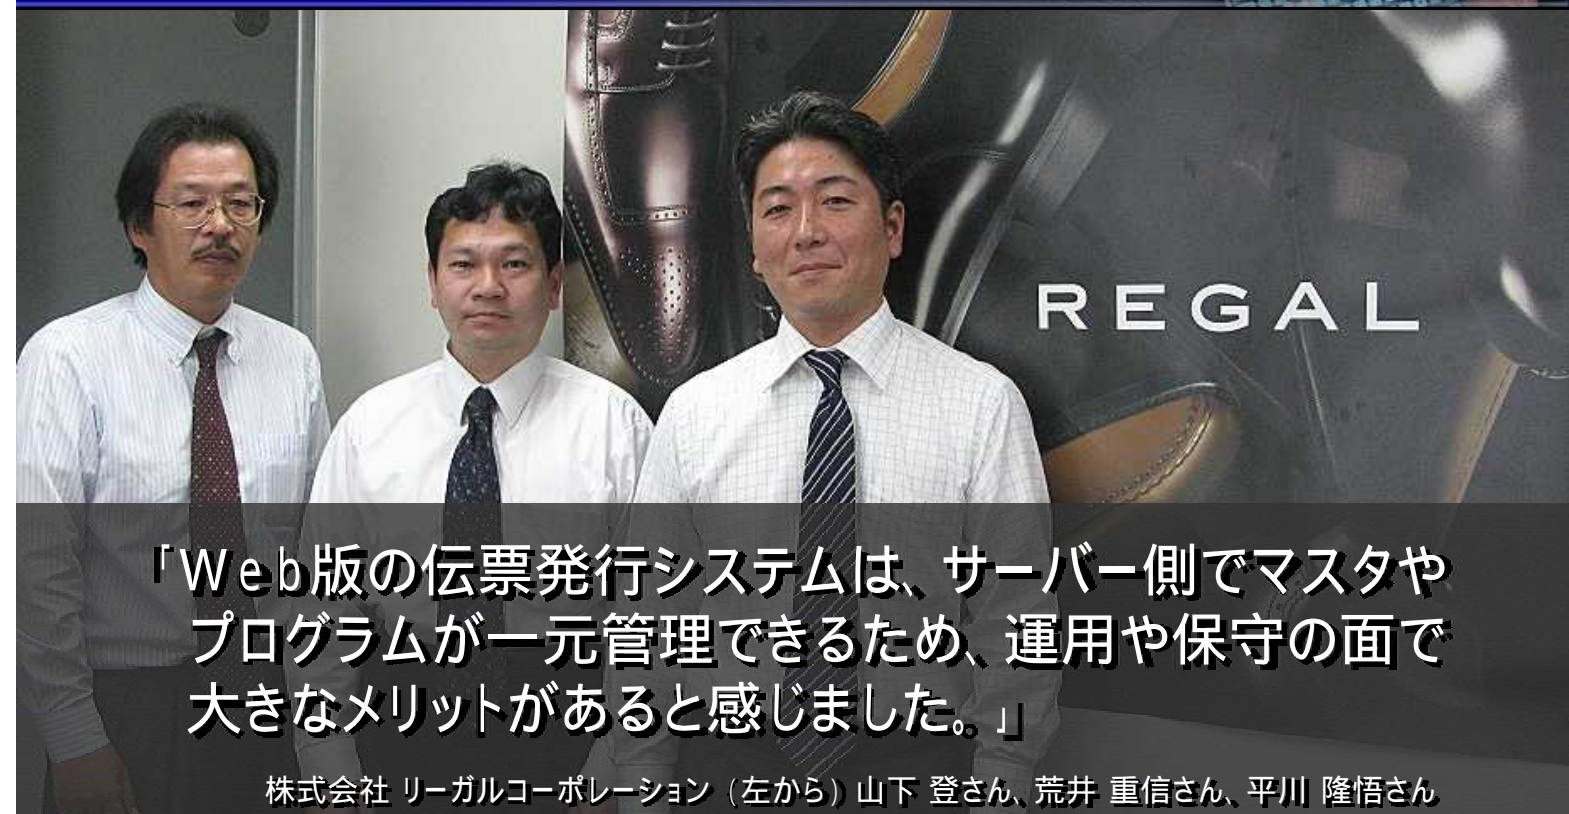 REGAL
「Web版の伝票発行システムは、サーバー側でマスタや
プログラムが一元管理できるため、運用や保守の面で
大きなメリットがあると感じました。」
株式会社 リーガルコーポレーション (左から) 山下 登さん、荒井 重信さん、平川 隆悟さん